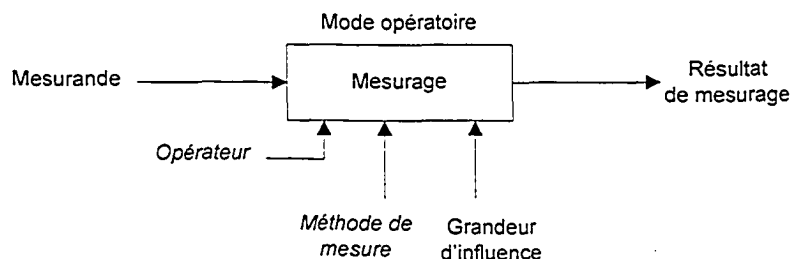 Mode opératoire
Mesurande
Mesurage
Résultat
de mesurage
Opérateur
Méthode de
mesure
Grandeur
d'influence